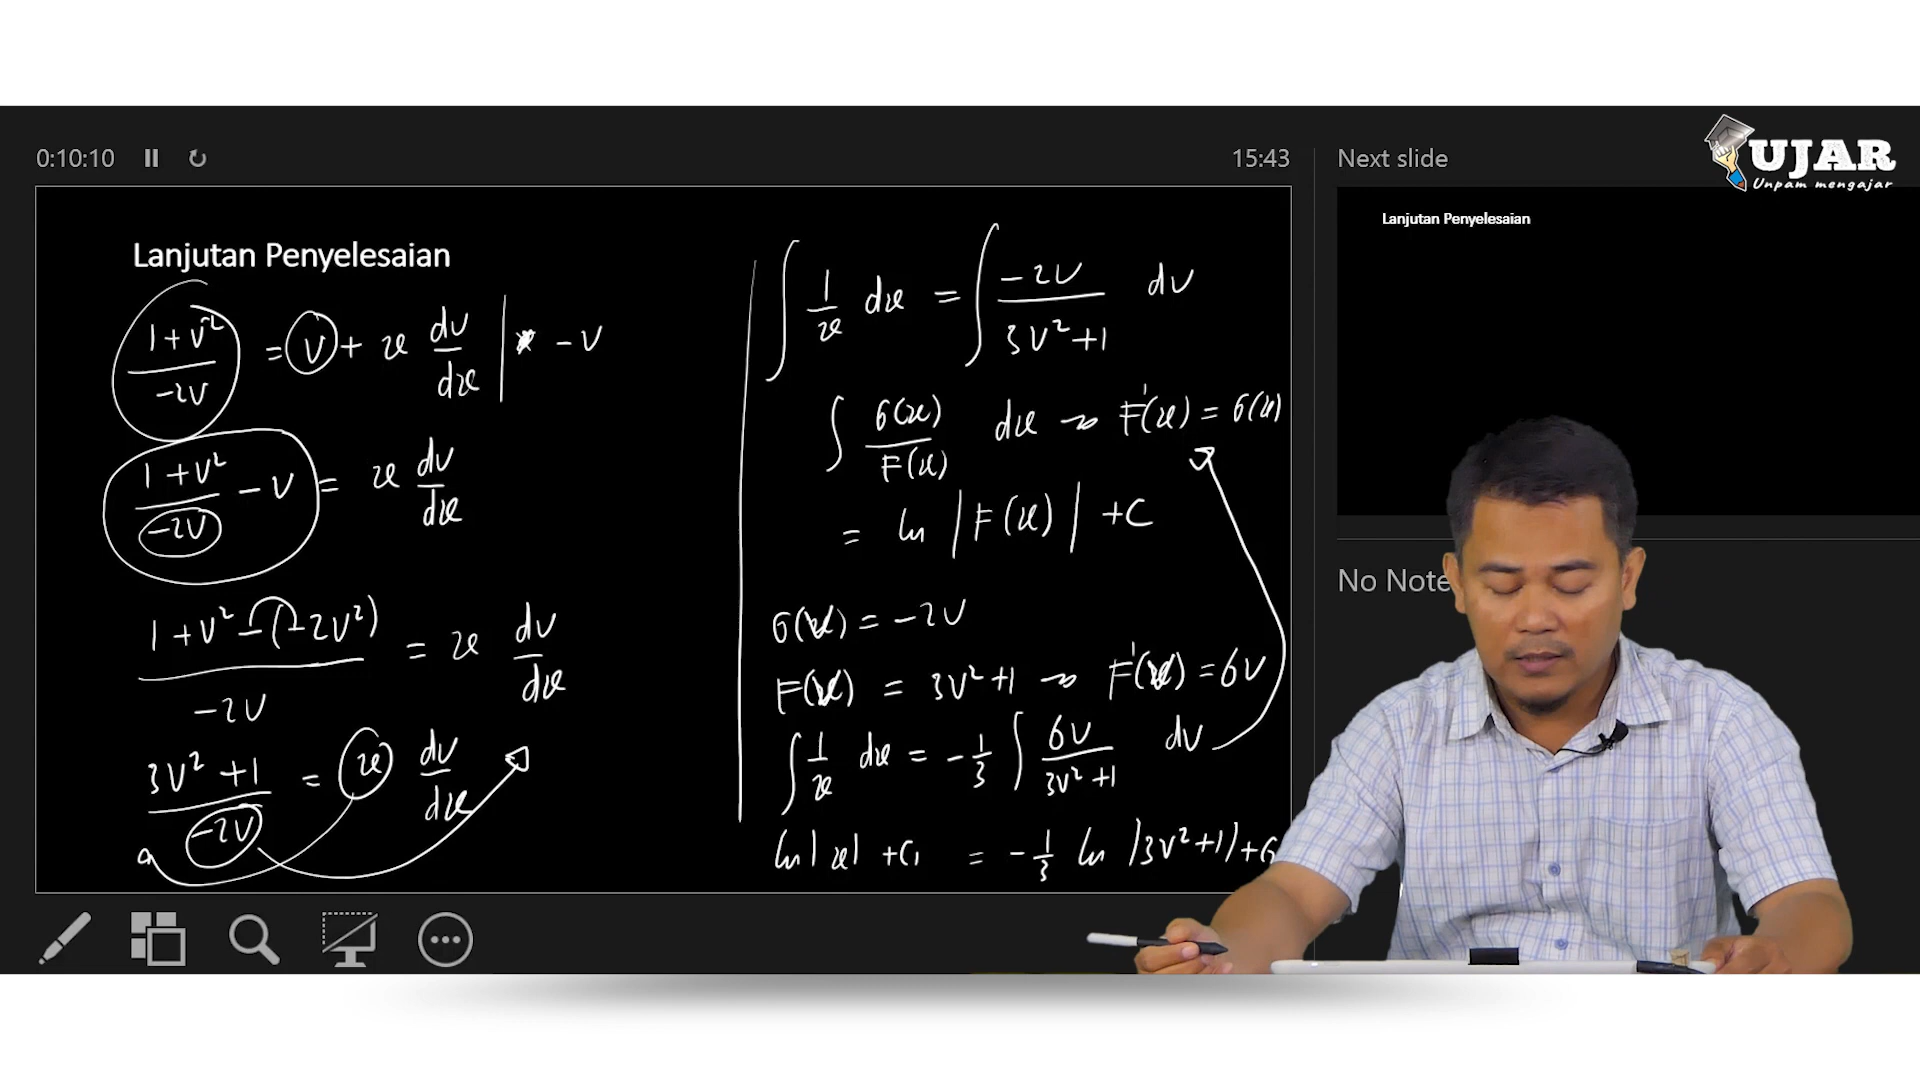 0:10:10
15:43
Next slide
UJAR
Unpam mengajar
Lanjutan Penyelesaian
Lanjutan Penyelesaian
(1+v²)/(-2v) = v + x dv/dx | -v
(1+v²)/(-2v) - v = x dv/dx
(1+v²-(-2v²))/(-2v) = x dv/dx
(3v²+1)/(-2v) = x dv/dx
∫ 1/x dx = ∫ (-2v)/(3v²+1) dv
∫ G(x)/F(x) dx → F'(x) = G(x)
= ln |F(x)| + C
G(v) = -2v
F(v) = 3v²+1 → F'(v) = 6v
∫ 1/x dx = -1/3 ∫ 6v/(3v²+1) dv
ln|x| + C₁ = -1/3 ln |3v²+1| + C
No Note